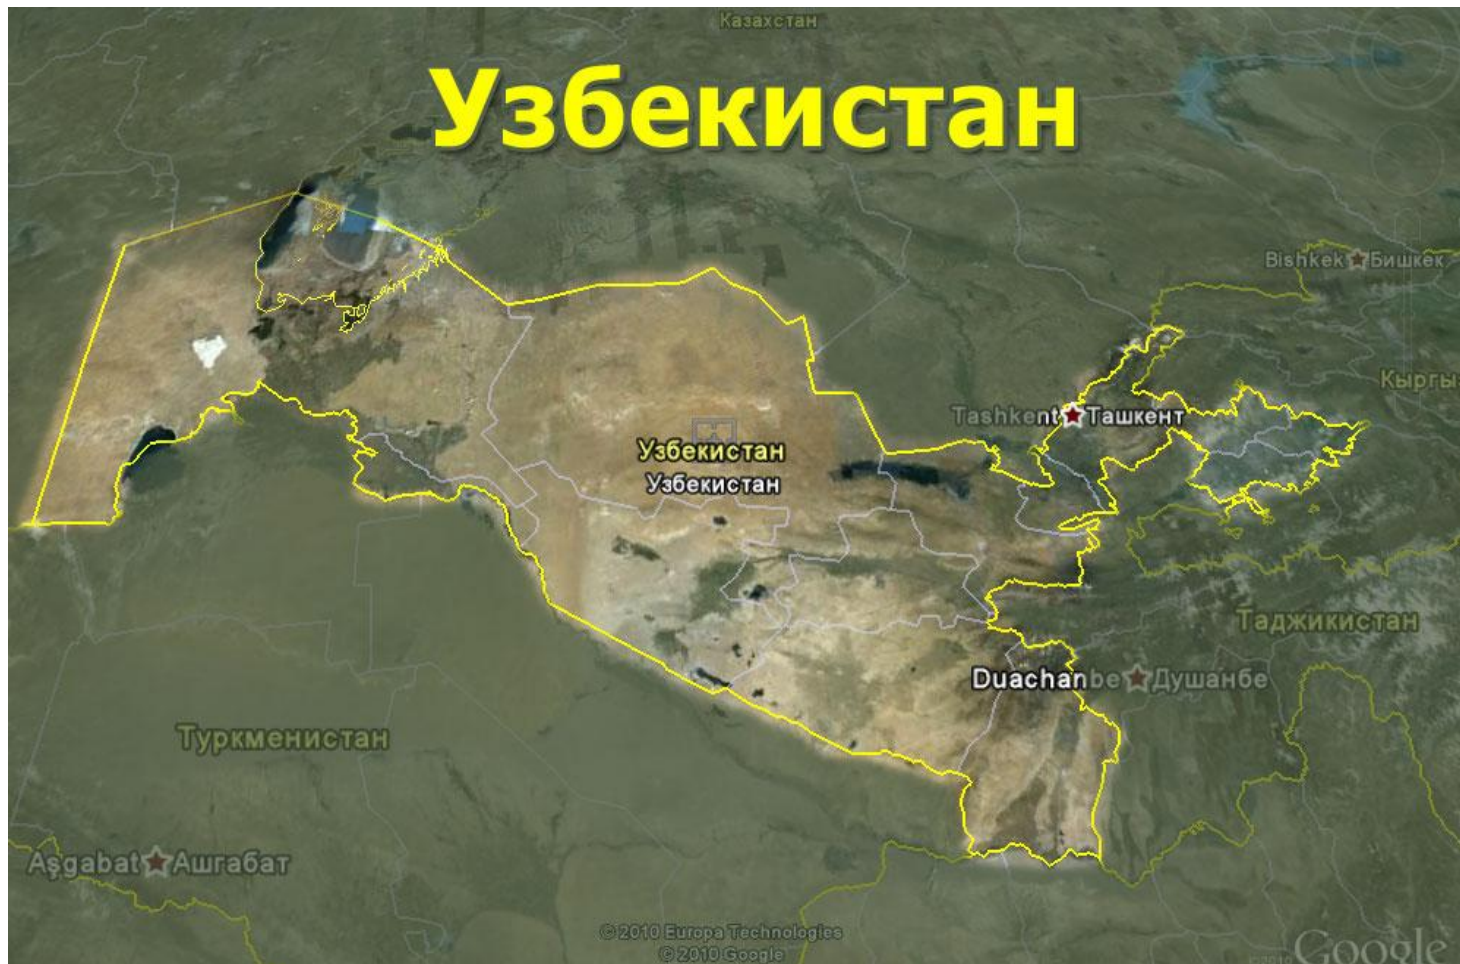 Казахстан
Узбекистан
Bishkek Бишкек
Кыргы
Tashkent Ташкент
Узбекистан
Узбекистан
Таджикистан
Duachanbe Душанбе
Туркменистан
Aşgabat Ашгабат
© 2010 Europa Technologies
© 2010 Google
©2010 Google